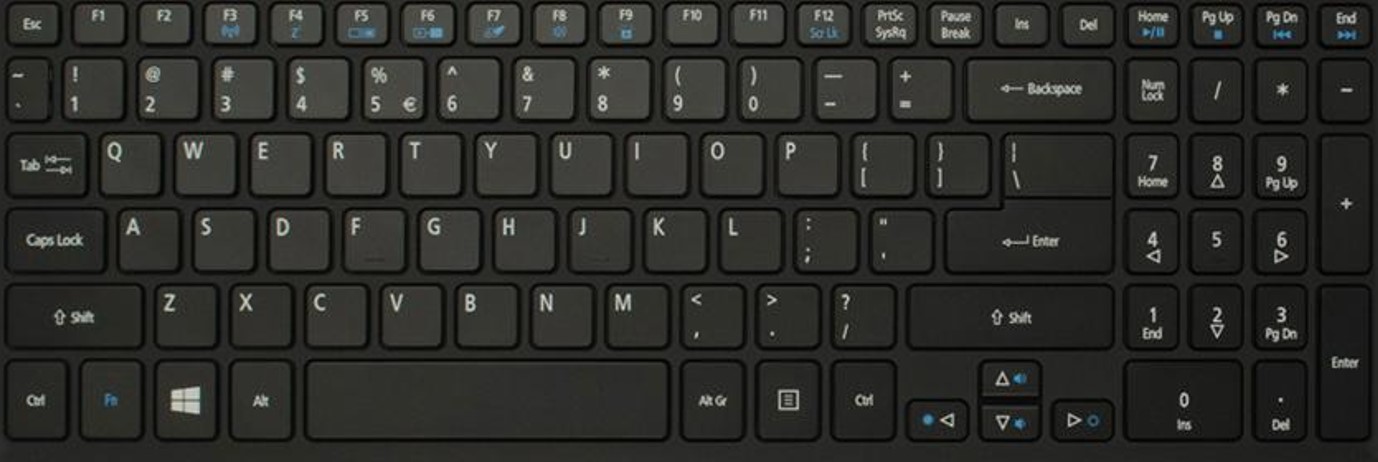 Esc F1 F2 F3 F4 F5 F6 F7 F8 F9 F10 F11 F12 PrtSc Pause Ins Del Home Pg Up Pg Dn End
Scr Lk SysRq Break
~ ! @ # $ % ^ & * ( ) — +
` 1 2 3 4 5 € 6 7 8 9 0 - = Backspace Num Lock / * -
Tab Q W E R T Y U I O P { } | 7 8 9 +
[ ] \ Home Pg Up
Caps Lock A S D F G H J K L : " Enter 4 5 6
; '
Shift Z X C V B N M < > ? Shift 1 2 3 Enter
, . / End Pg Dn
Ctrl Fn Alt Alt Gr Ctrl 0 .
Ins Del